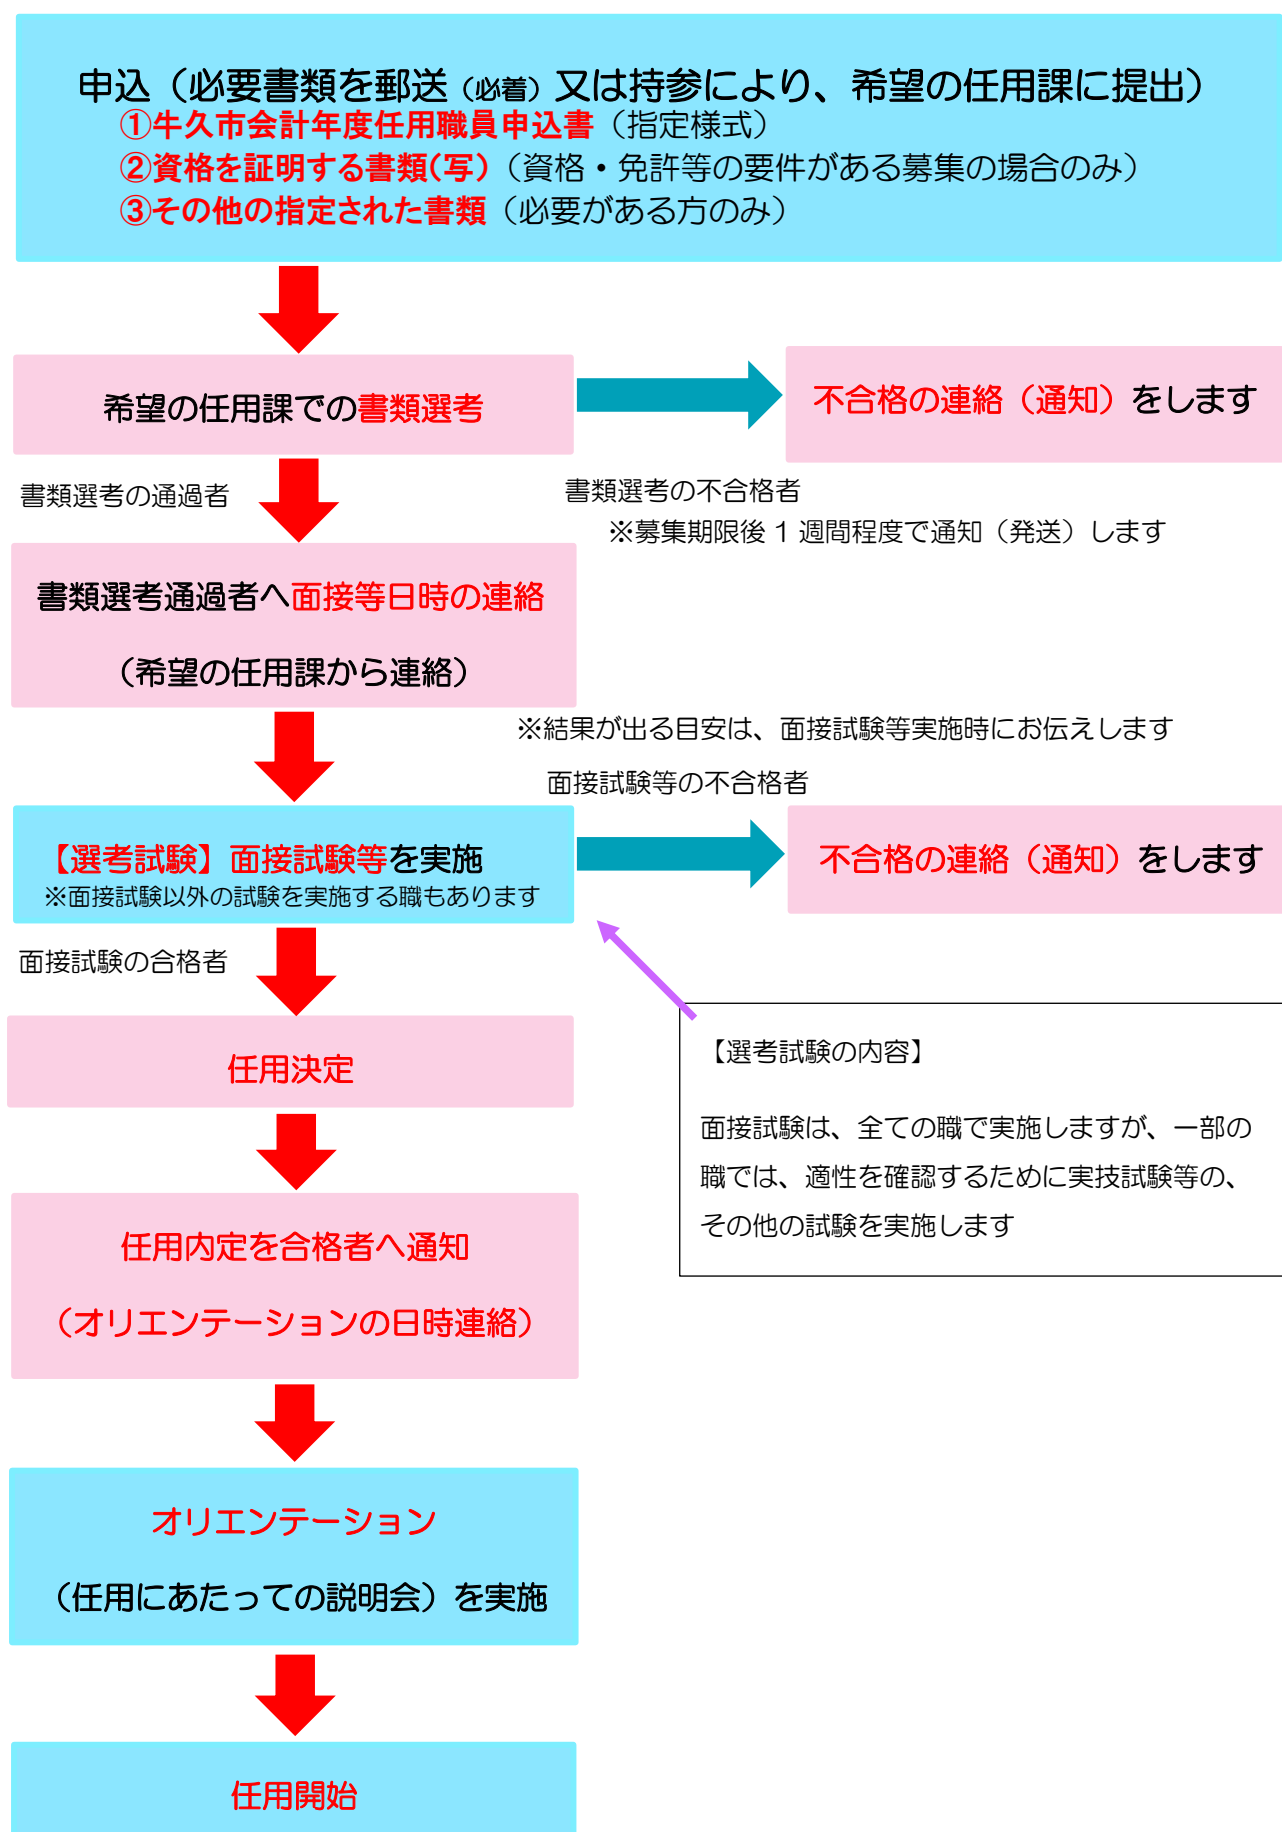 申込（必要書類を郵送（必着）又は持参により、希望の任用課に提出）
①牛久市会計年度任用職員申込書（指定様式）
②資格を証明する書類(写)（資格・免許等の要件がある募集の場合のみ）
③その他の指定された書類（必要がある方のみ）
希望の任用課での書類選考
不合格の連絡（通知）をします
書類選考の通過者
書類選考の不合格者
※募集期限後 1 週間程度で通知（発送）します
書類選考通過者へ面接等日時の連絡
（希望の任用課から連絡）
※結果が出る目安は、面接試験等実施時にお伝えします
面接試験等の不合格者
【選考試験】面接試験等を実施
※面接試験以外の試験を実施する職もあります
不合格の連絡（通知）をします
面接試験の合格者
任用決定
【選考試験の内容】
面接試験は、全ての職で実施しますが、一部の
職では、適性を確認するために実技試験等の、
その他の試験を実施します
任用内定を合格者へ通知
（オリエンテーションの日時連絡）
オリエンテーション
（任用にあたっての説明会）を実施
任用開始